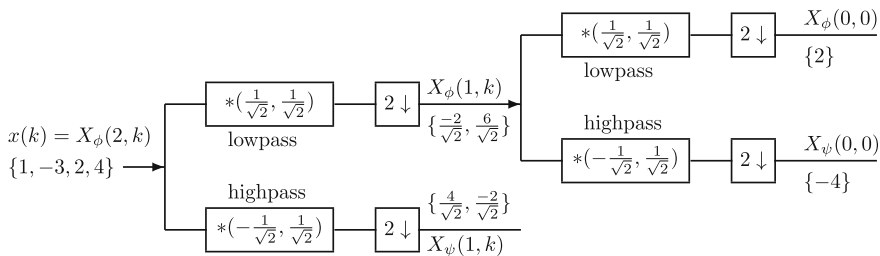 x(k) = X_ϕ(2, k)
{1, −3, 2, 4}
∗(1/√2, 1/√2)
lowpass
2 ↓
X_ϕ(1, k)
{−2/√2, 6/√2}
highpass
∗(−1/√2, 1/√2)
2 ↓
{4/√2, −2/√2}
X_ψ(1, k)
∗(1/√2, 1/√2)
lowpass
2 ↓
X_ϕ(0, 0)
{2}
highpass
∗(−1/√2, 1/√2)
2 ↓
X_ψ(0, 0)
{−4}